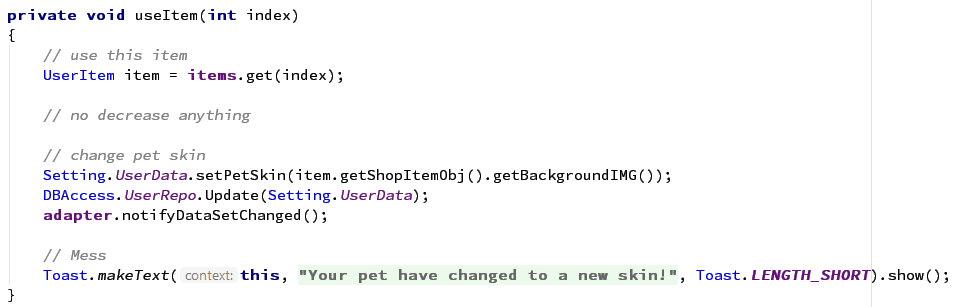 private void useItem(int index)
{
// use this item
UserItem item = items.get(index);
// no decrease anything
// change pet skin
Setting.UserData.setPetSkin(item.getShopItemObj().getBackgroundIMG());
DBAccess.UserRepo.Update(Setting.UserData);
adapter.notifyDataSetChanged();
// Mess
Toast.makeText( context: this, "Your pet have changed to a new skin!", Toast.LENGTH_SHORT).show();
}